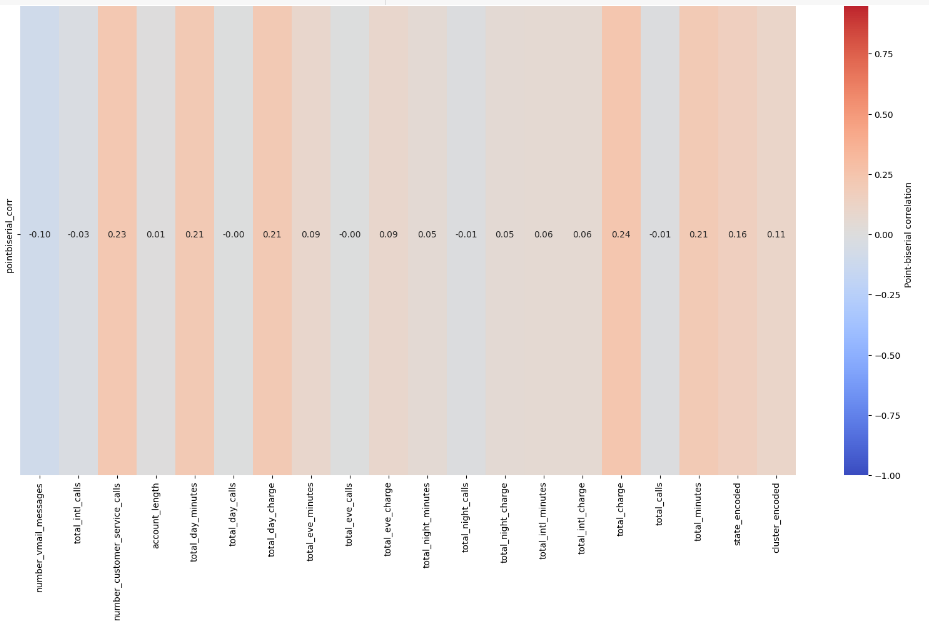 pointbiserial_corr
-0.10 -0.03 0.23 0.01 0.21 -0.00 0.21 0.09 -0.00 0.09 0.05 -0.01 0.05 0.06 0.06 0.24 -0.01 0.21 0.16 0.11
number_vmail_messages
total_intl_calls
number_customer_service_calls
account_length
total_day_minutes
total_day_calls
total_day_charge
total_eve_minutes
total_eve_calls
total_eve_charge
total_night_minutes
total_night_calls
total_night_charge
total_intl_minutes
total_intl_charge
total_charge
total_calls
total_minutes
state_encoded
cluster_encoded
0.75
0.50
0.25
0.00
−0.25
−0.50
−0.75
−1.00
Point-biserial correlation